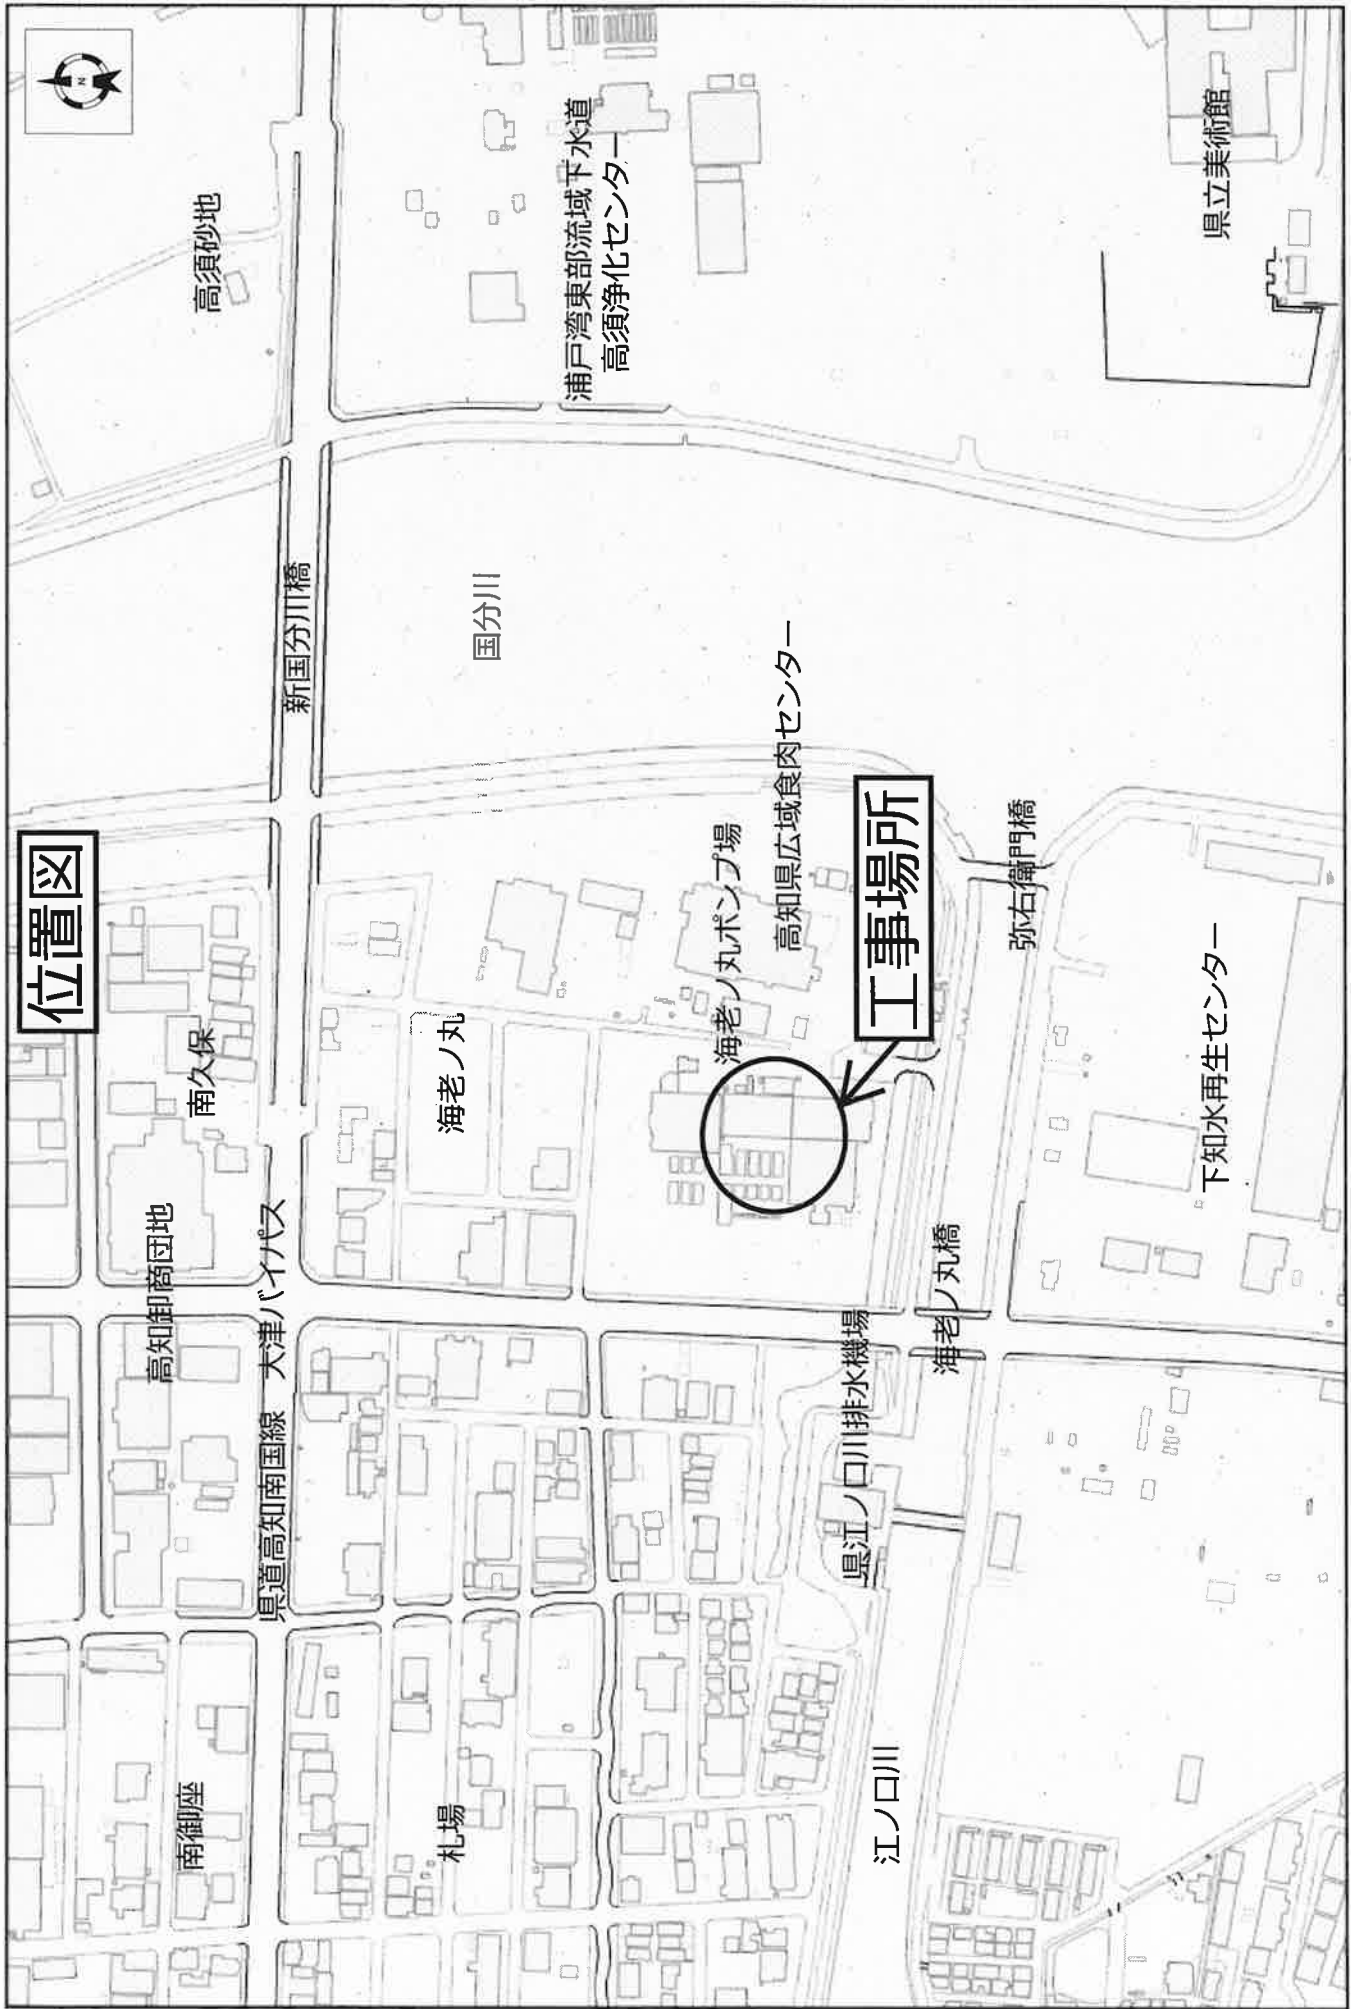 位置図
N
高須砂地
浦戸湾東部流域下水道
高須浄化センター
県立美術館
新国分川橋
国分川
南久保
海老ノ丸
海老ノ丸ポンプ場
高知県広域食肉センター
工事場所
弥右衛門橋
下知水再生センター
高知卸商団地
県道高知南国線 大津バイパス
県江ノ口川排水機場
海老ノ丸橋
南御座
札場
江ノ口川